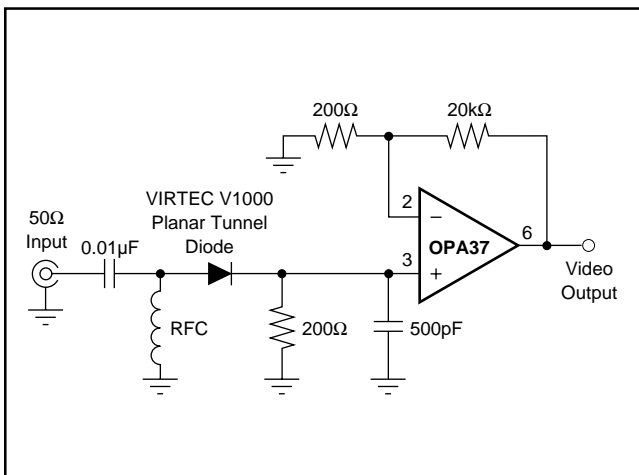 200Ω
20kΩ
VIRTEC V1000
Planar Tunnel
Diode
50Ω
Input
0.01µF
2
–
OPA37
6
3
+
Video
Output
RFC
200Ω
500pF